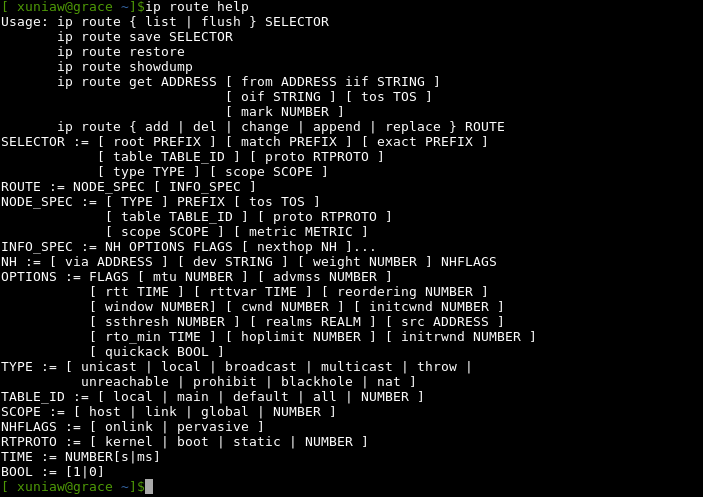 [ xuniaw@grace ~]$ip route help
Usage: ip route { list | flush } SELECTOR
       ip route save SELECTOR
       ip route restore
       ip route showdump
       ip route get ADDRESS [ from ADDRESS iif STRING ]
                            [ oif STRING ] [ tos TOS ]
                            [ mark NUMBER ]
       ip route { add | del | change | append | replace } ROUTE
SELECTOR := [ root PREFIX ] [ match PREFIX ] [ exact PREFIX ]
            [ table TABLE_ID ] [ proto RTPROTO ]
            [ type TYPE ] [ scope SCOPE ]
ROUTE := NODE_SPEC [ INFO_SPEC ]
NODE_SPEC := [ TYPE ] PREFIX [ tos TOS ]
             [ table TABLE_ID ] [ proto RTPROTO ]
             [ scope SCOPE ] [ metric METRIC ]
INFO_SPEC := NH OPTIONS FLAGS [ nexthop NH ]...
NH := [ via ADDRESS ] [ dev STRING ] [ weight NUMBER ] NHFLAGS
OPTIONS := FLAGS [ mtu NUMBER ] [ advmss NUMBER ]
           [ rtt TIME ] [ rttvar TIME ] [ reordering NUMBER ]
           [ window NUMBER] [ cwnd NUMBER ] [ initcwnd NUMBER ]
           [ ssthresh NUMBER ] [ realms REALM ] [ src ADDRESS ]
           [ rto_min TIME ] [ hoplimit NUMBER ] [ initrwnd NUMBER ]
           [ quickack BOOL ]
TYPE := [ unicast | local | broadcast | multicast | throw |
          unreachable | prohibit | blackhole | nat ]
TABLE_ID := [ local | main | default | all | NUMBER ]
SCOPE := [ host | link | global | NUMBER ]
NHFLAGS := [ onlink | pervasive ]
RTPROTO := [ kernel | boot | static | NUMBER ]
TIME := NUMBER[s|ms]
BOOL := [1|0]
[ xuniaw@grace ~]$